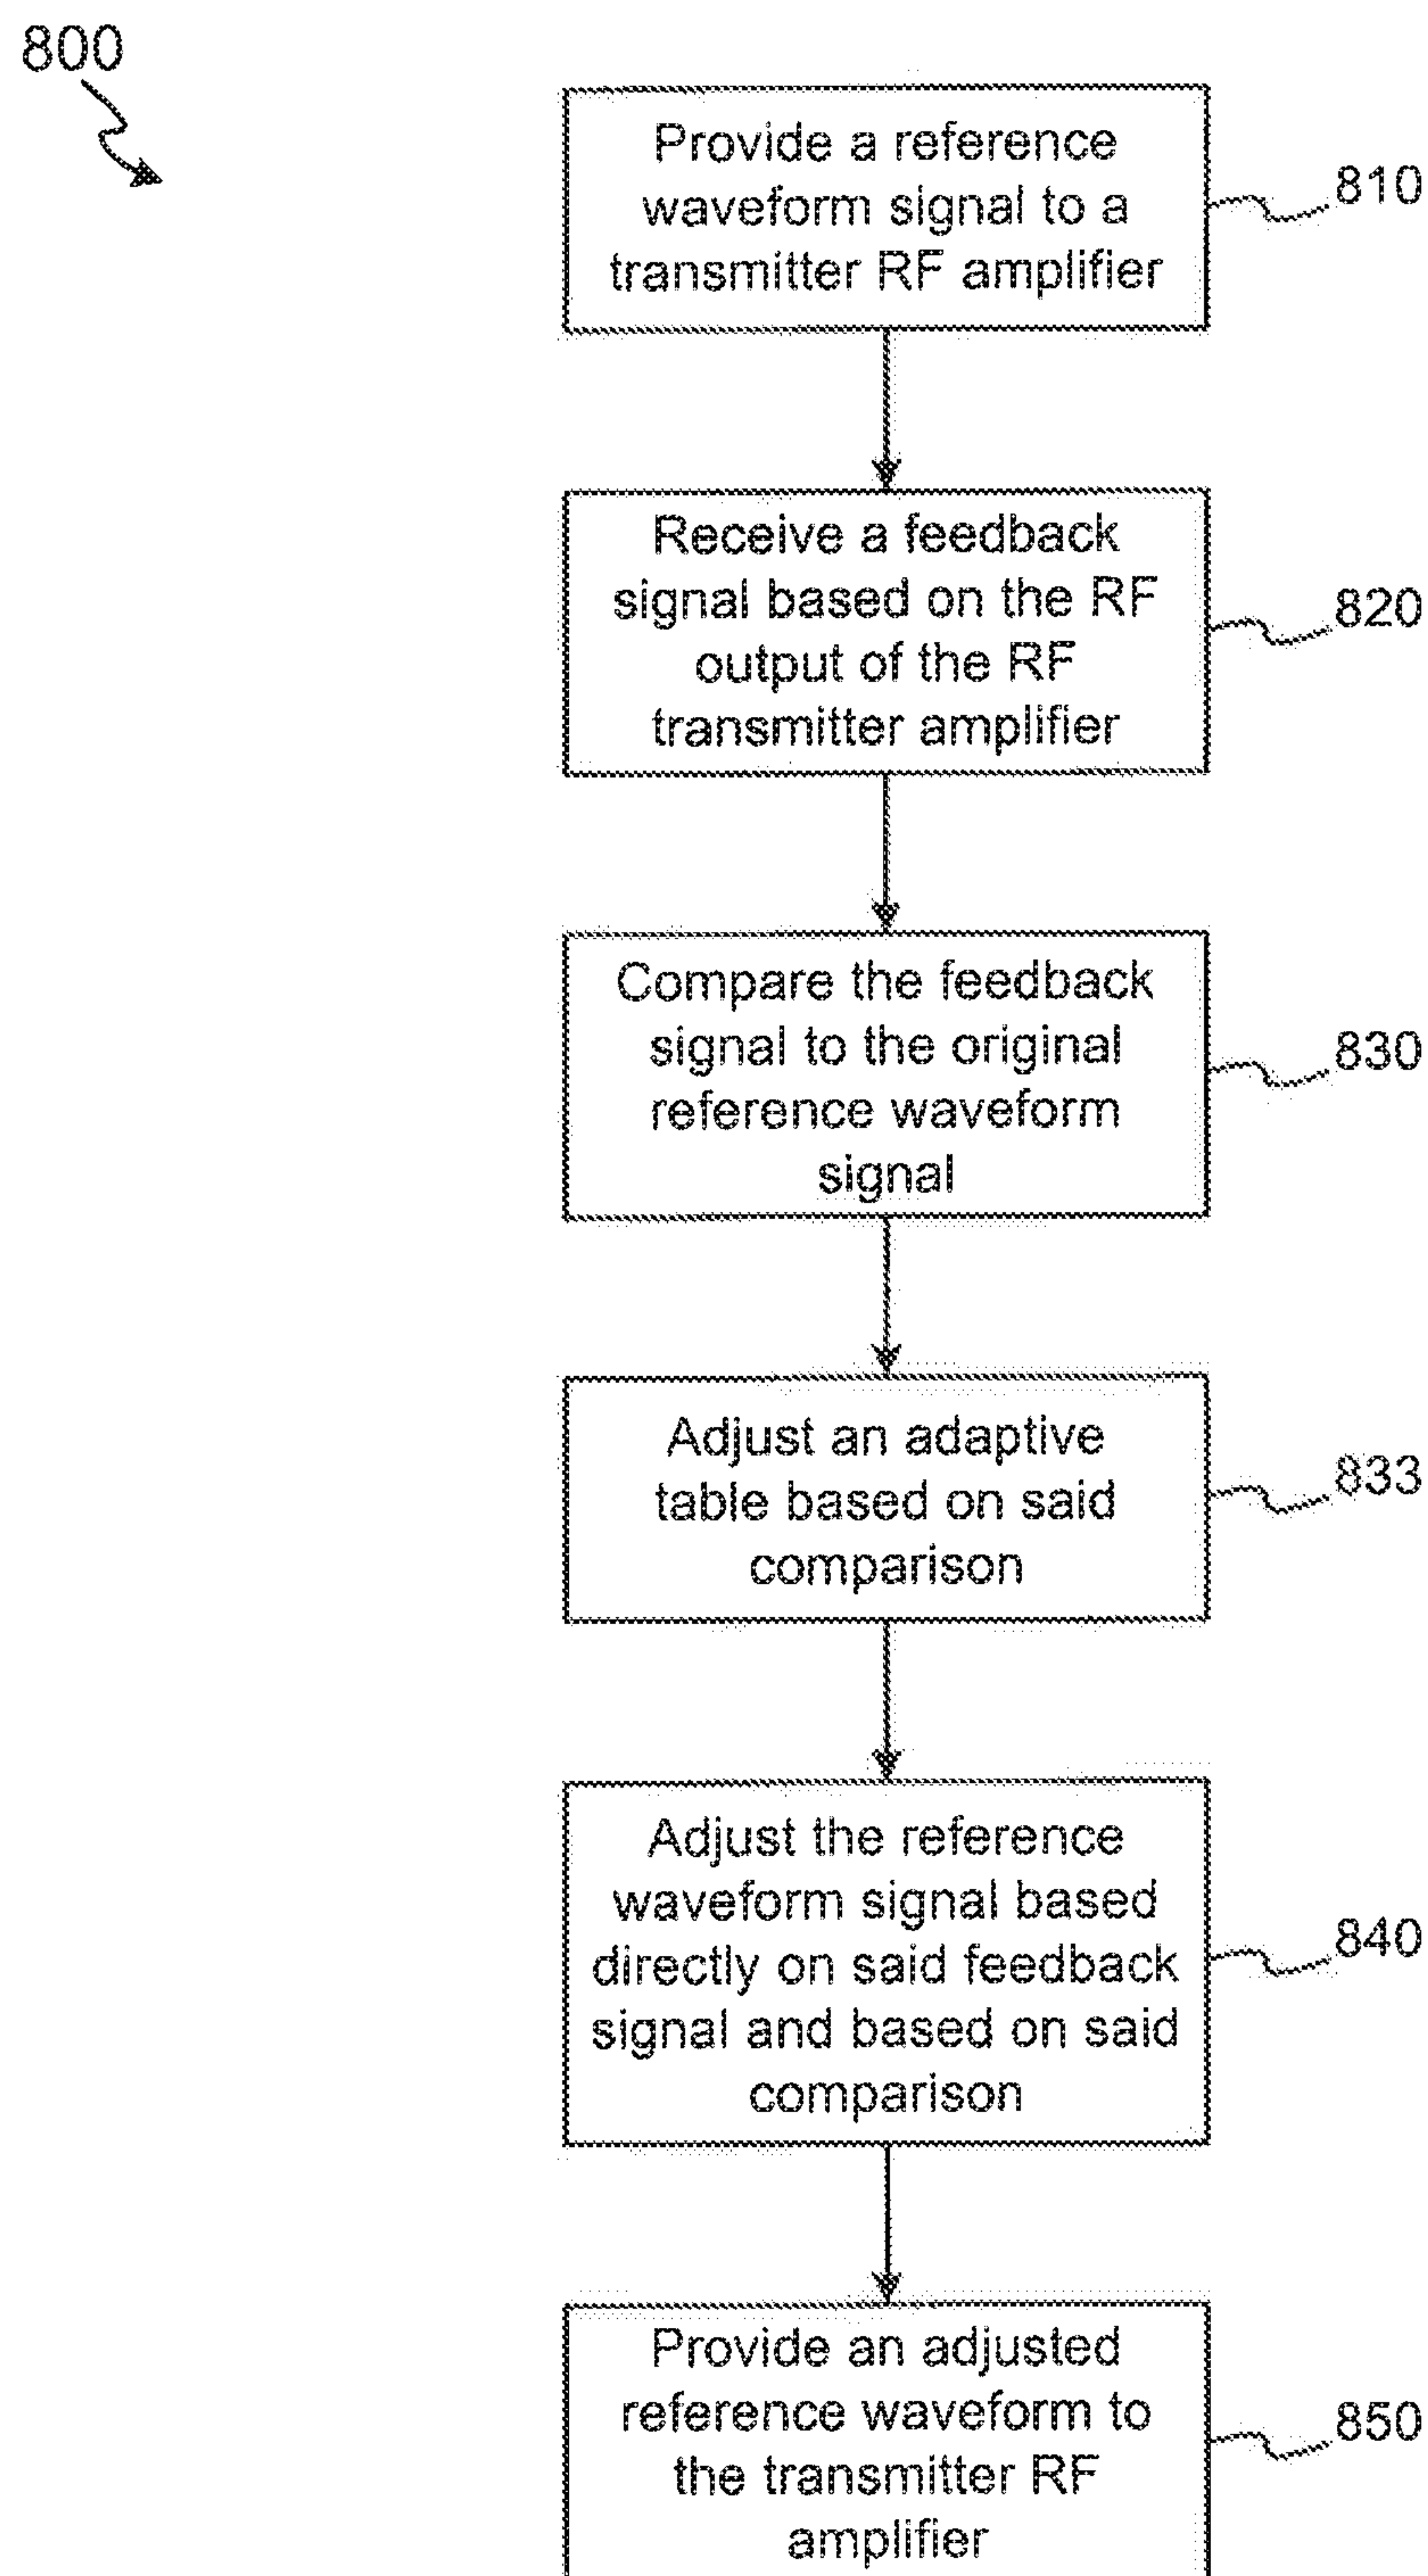 800
Provide a reference
waveform signal to a
transmitter RF amplifier
810
Receive a feedback
signal based on the RF
output of the RF
transmitter amplifier
820
Compare the feedback
signal to the original
reference waveform
signal
830
Adjust an adaptive
table based on said
comparison
833
Adjust the reference
waveform signal based
directly on said feedback
signal and based on said
comparison
840
Provide an adjusted
reference waveform to
the transmitter RF
amplifier
850